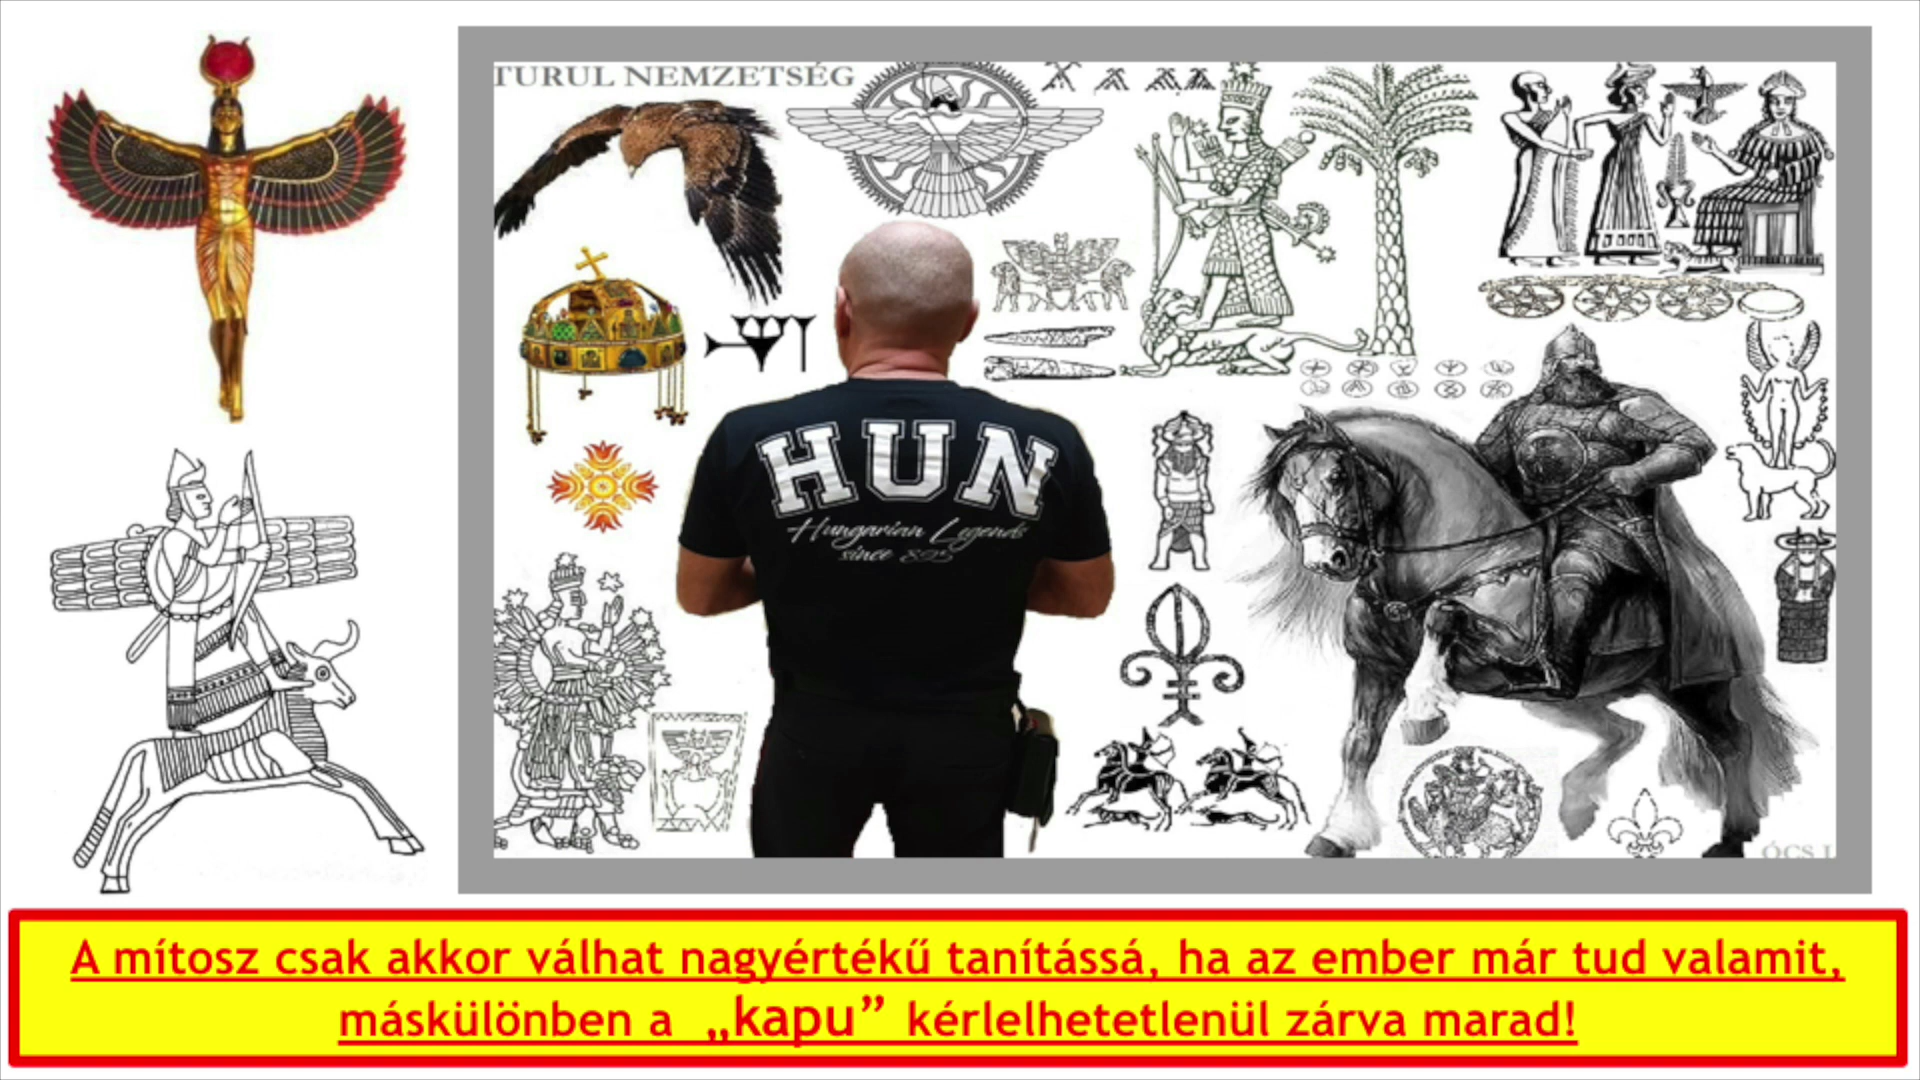 TURUL NEMZETSÉG
HUN
Hungarian Legends
since 895
ÓCS I
A mítosz csak akkor válhat nagyértékű tanítássá, ha az ember már tud valamit,
máskülönben a „kapu” kérlelhetetlenül zárva marad!